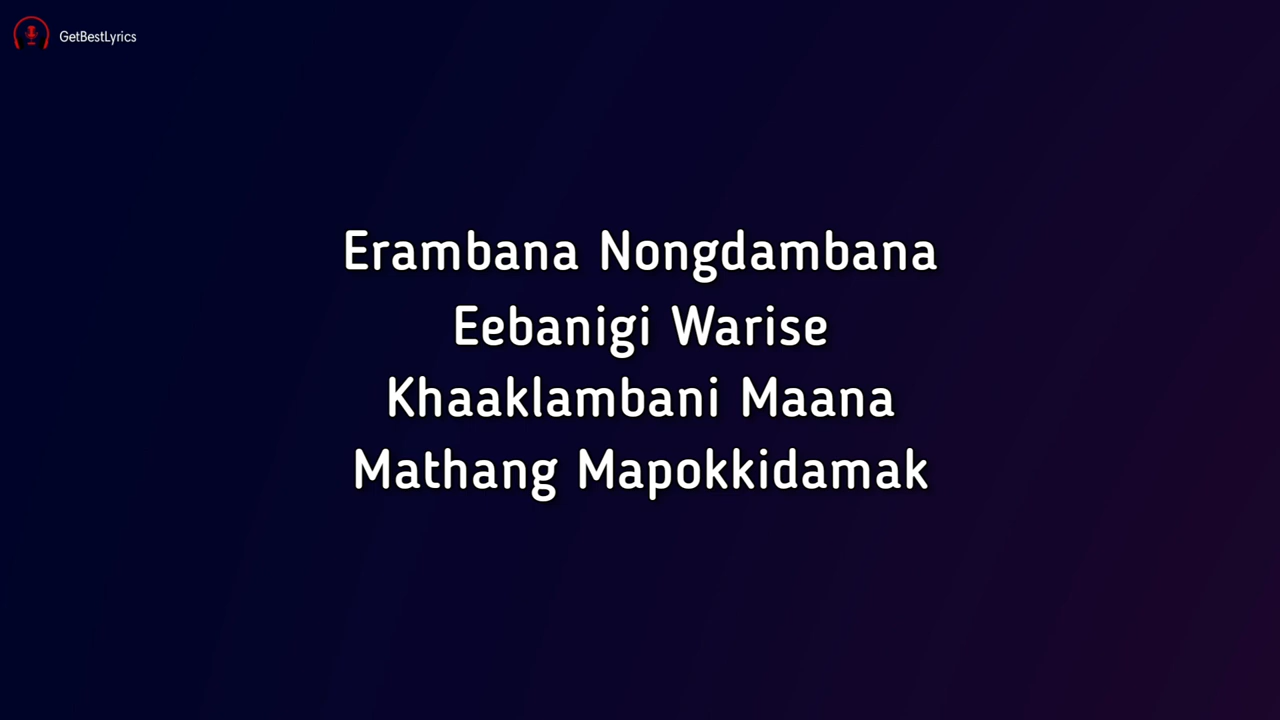 GetBestLyrics
Erambana Nongdambana
Eebanigi Warise
Khaaklambani Maana
Mathang Mapokkidamak